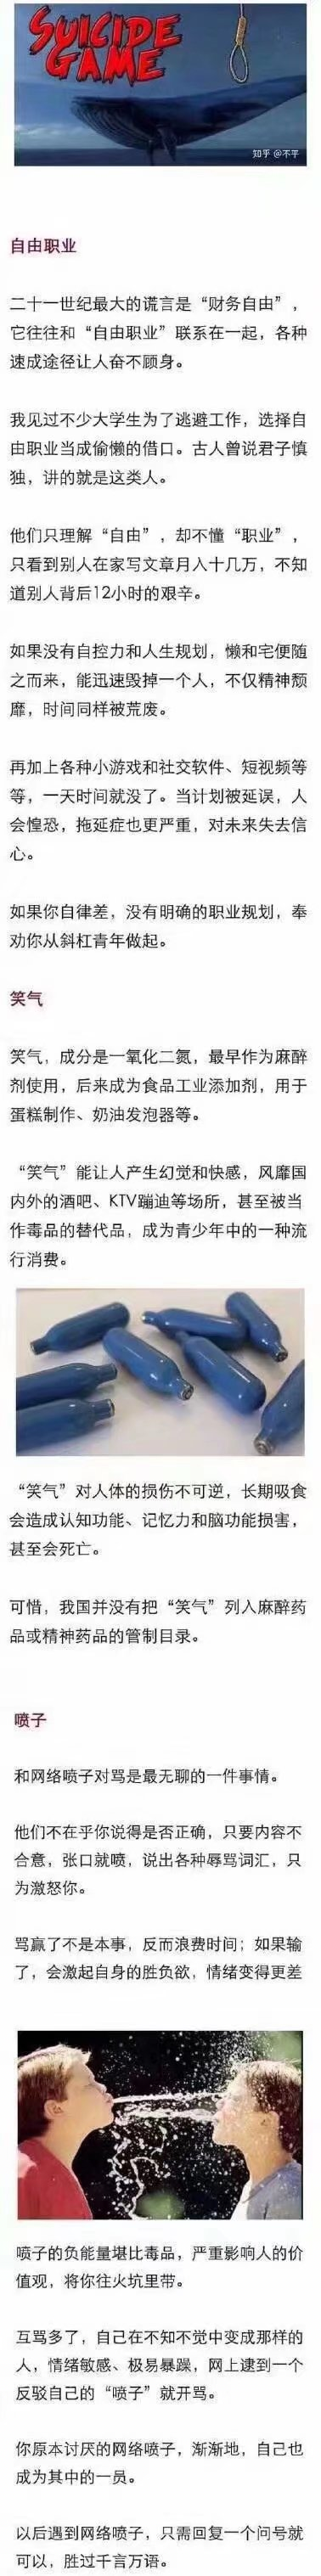 SUICIDE
GAME
知乎 @不平
自由职业
二十一世纪最大的谎言是“财务自由”，
它往往和“自由职业”联系在一起，各种
速成途径让人奋不顾身。
我见过不少大学生为了逃避工作，选择自
由职业当成偷懒的借口。古人曾说君子慎
独，讲的就是这类人。
他们只理解“自由”，却不懂“职业”，
只看到别人在家写文章月入十几万，不知
道别人背后12小时的艰辛。
如果没有自控力和人生规划，懒和宅便随
之而来，能迅速毁掉一个人，不仅精神颓
靡，时间同样被荒废。
再加上各种小游戏和社交软件、短视频等
等，一天时间就没了。当计划被延误，人
会惶恐，拖延症也更严重，对未来失去信
心。
如果你自律差，没有明确的职业规划，奉
劝你从斜杠青年做起。
笑气
笑气，成分是一氧化二氮，最早作为麻醉
剂使用，后来成为食品工业添加剂，用于
蛋糕制作、奶油发泡器等。
“笑气”能让人产生幻觉和快感，风靡国
内外的酒吧、KTV蹦迪等场所，甚至被当
作毒品的替代品，成为青少年中的一种流
行消费。
“笑气”对人体的损伤不可逆，长期吸食
会造成认知功能、记忆力和脑功能损害，
甚至会死亡。
可惜，我国并没有把“笑气”列入麻醉药
品或精神药品的管制目录。
喷子
和网络喷子对骂是最无聊的一件事情。
他们不在乎你说得是否正确，只要内容不
合意，张口就喷，说出各种辱骂词汇，只
为激怒你。
骂赢了不是本事，反而浪费时间；如果输
了，会激起自身的胜负欲，情绪变得更差
喷子的负能量堪比毒品，严重影响人的价
值观，将你往火坑里带。
互骂多了，自己在不知不觉中变成那样的
人，情绪敏感、极易暴躁，网上逮到一个
反驳自己的“喷子”就开骂。
你原本讨厌的网络喷子，渐渐地，自己也
成为其中的一员。
以后遇到网络喷子，只需回复一个问号就
可以，胜过千言万语。